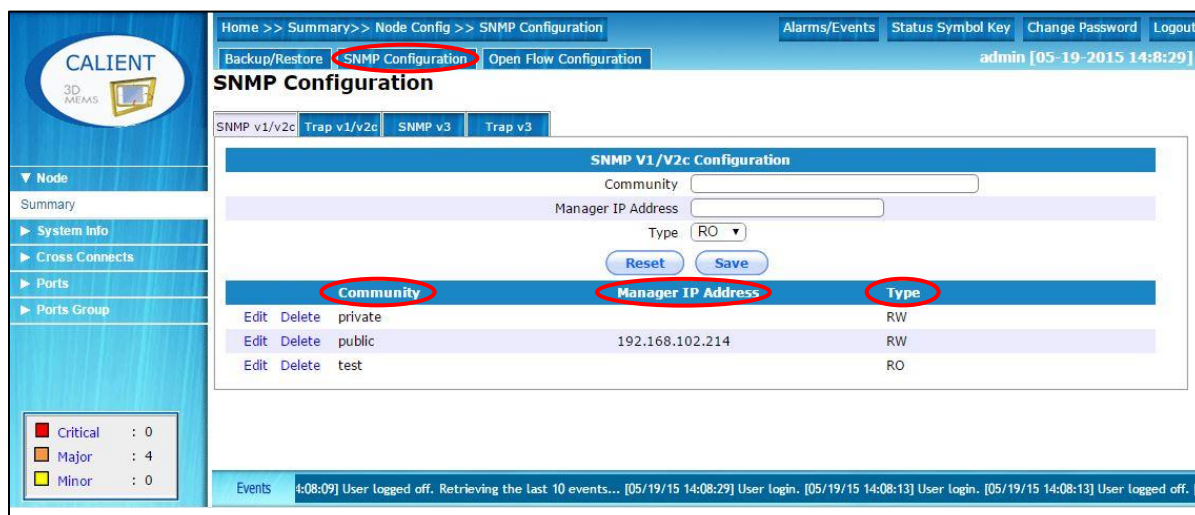 CALIENT
3D
MEMS
Home >> Summary>> Node Config >> SNMP Configuration
Alarms/Events Status Symbol Key Change Password Logout
Backup/Restore SNMP Configuration Open Flow Configuration
admin [05-19-2015 14:8:29]
SNMP Configuration
SNMP v1/v2c Trap v1/v2c SNMP v3 Trap v3
SNMP V1/V2c Configuration
Community
Manager IP Address
Type RO
Reset Save
Community Manager IP Address Type
Edit Delete private RW
Edit Delete public 192.168.102.214 RW
Edit Delete test RO
Node
Summary
System Info
Cross Connects
Ports
Ports Group
Critical : 0
Major : 4
Minor : 0
Events 4:08:09] User logged off. Retrieving the last 10 events... [05/19/15 14:08:29] User login. [05/19/15 14:08:13] User login. [05/19/15 14:08:13] User logged off.